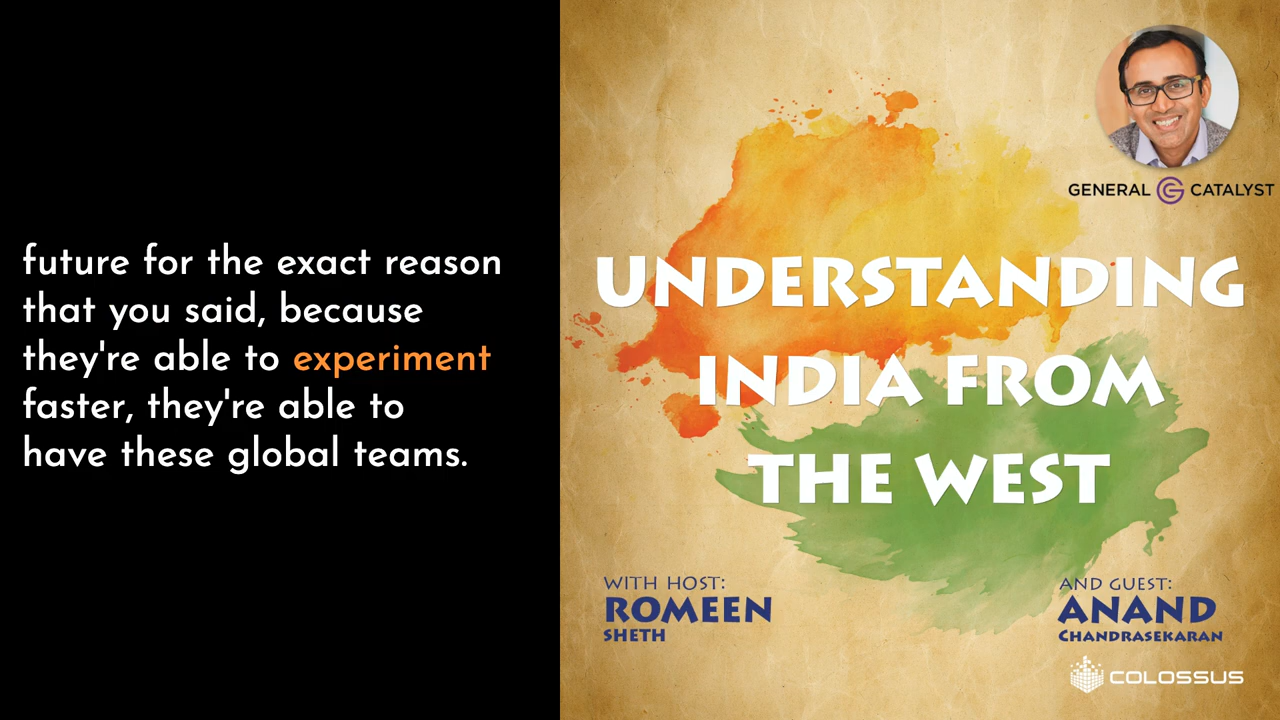 future for the exact reason
that you said, because
they're able to experiment
faster, they're able to
have these global teams.
GENERAL CATALYST
UNDERSTANDING
INDIA FROM
THE WEST
WITH HOST:
ROMEEN
SHETH
AND GUEST:
ANAND
CHANDRASEKARAN
COLOSSUS